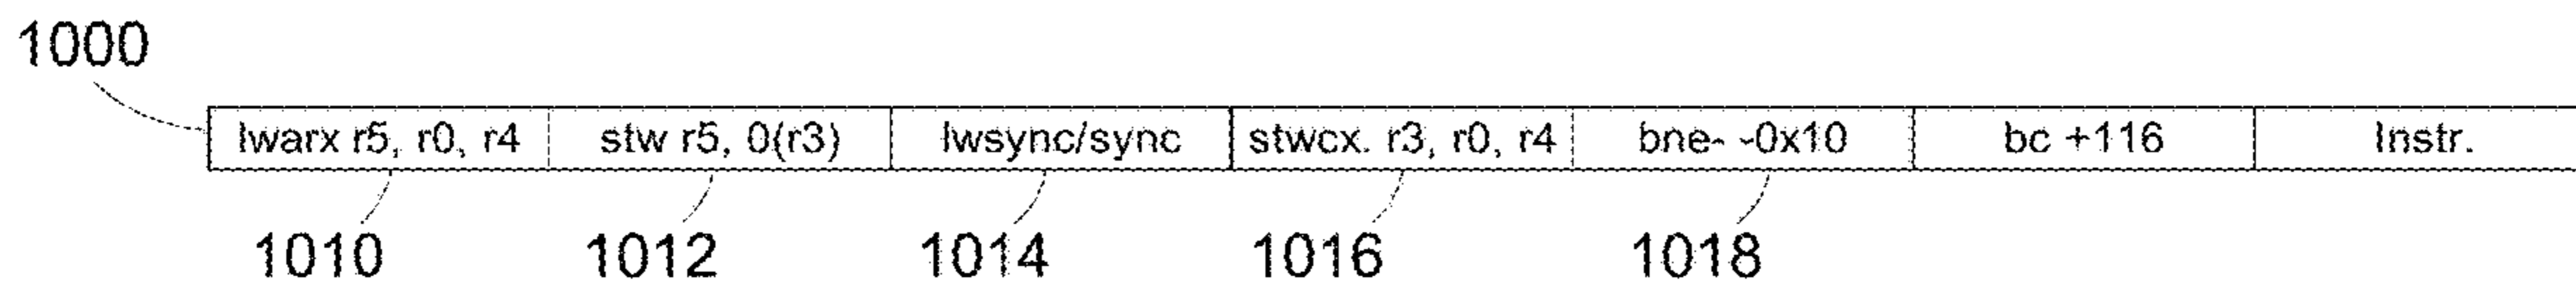 1000
lwarx r5, r0, r4 stw r5, 0(r3) lwsync/sync stwcx. r3, r0, r4 bne- -0x10 bc +116 Instr.
1010 1012 1014 1016 1018